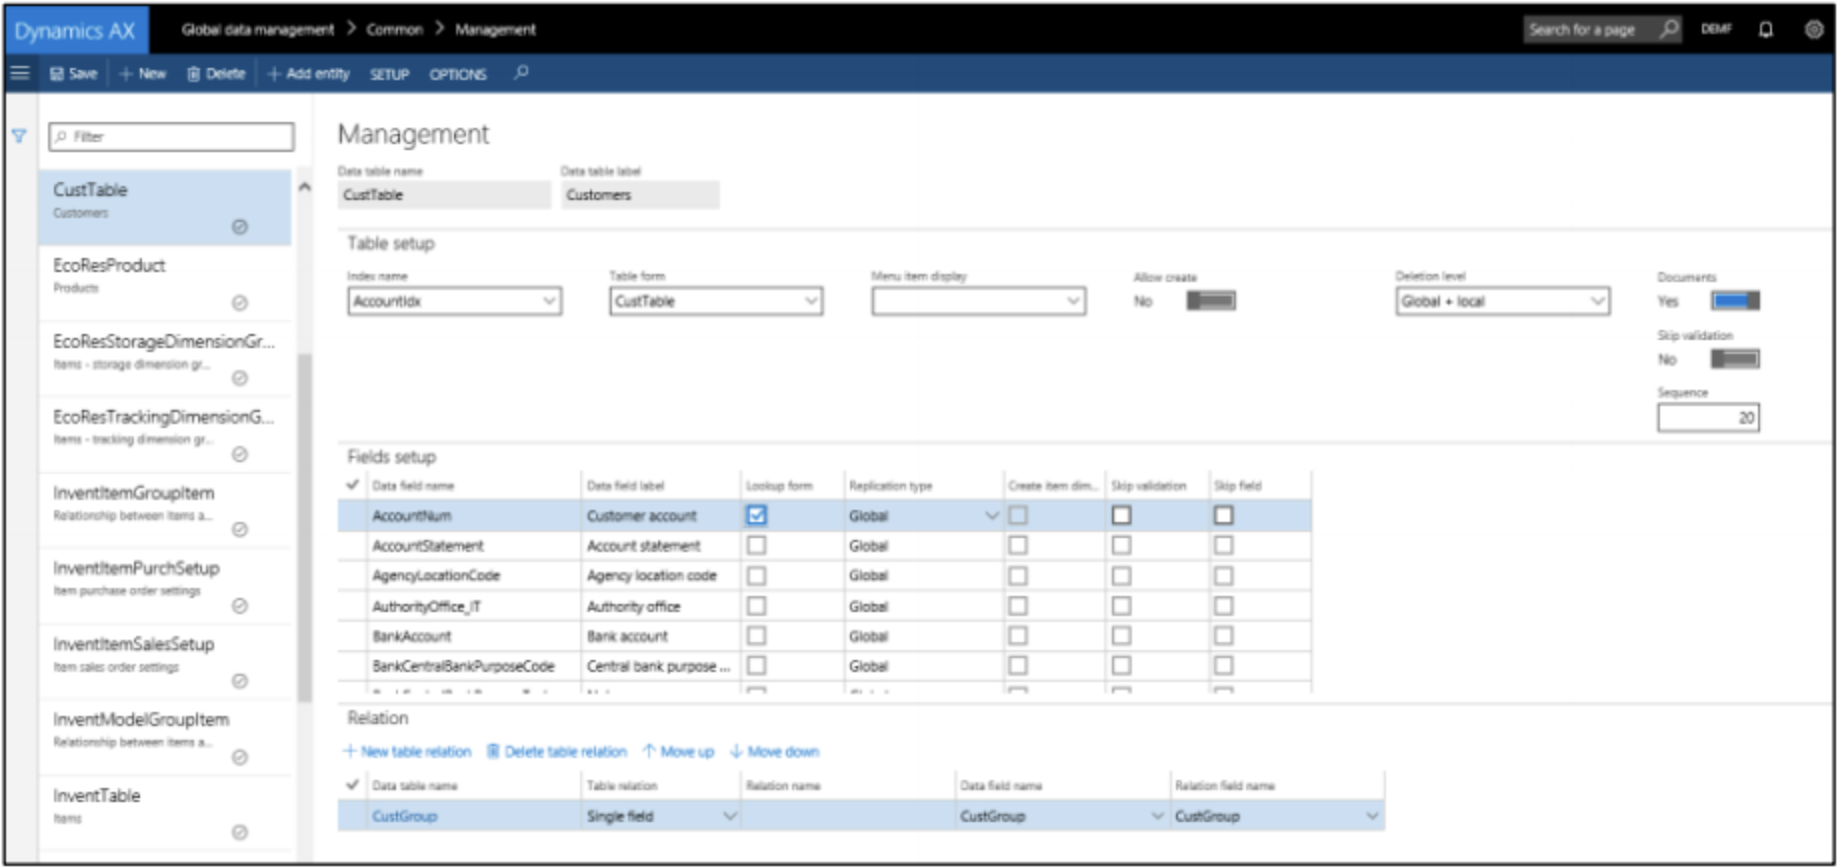 Dynamics AX Global data management > Common > Management Search for a page DEMF
Save + New Delete + Add entity SETUP OPTIONS
Filter
CustTable
Customers
EcoResProduct
Products
EcoResStorageDimensionGr...
Items - storage dimension gr...
EcoResTrackingDimensionG...
Items - tracking dimension gr...
InventItemGroupItem
Relationship between items a...
InventItemPurchSetup
Item purchase order settings
InventItemSalesSetup
Item sales order settings
InventModelGroupItem
Relationship between items a...
InventTable
Items
Management
Data table name Data table label
CustTable Customers
Table setup
Index name Table form Menu item display Allow create Deletion level Documents
AccountIdx CustTable No Global + local Yes
Skip validation
No
Sequence
20
Fields setup
Data field name Data field label Lookup form Replication type Create item dim... Skip validation Skip field
AccountNum Customer account Global
AccountStatement Account statement Global
AgencyLocationCode Agency location code Global
AuthorityOffice_IT Authority office Global
BankAccount Bank account Global
BankCentralBankPurposeCode Central bank purpose ... Global
Relation
+ New table relation Delete table relation ↑ Move up ↓ Move down
Data table name Table relation Relation name Data field name Relation field name
CustGroup Single field CustGroup CustGroup